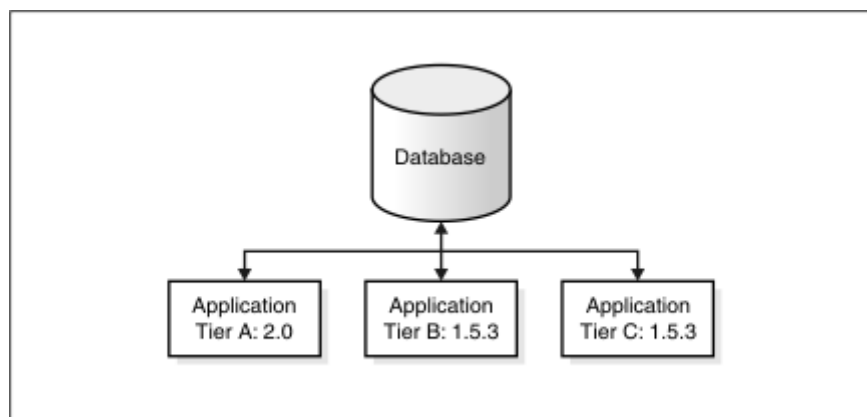 Database
Application
Tier A: 2.0
Application
Tier B: 1.5.3
Application
Tier C: 1.5.3